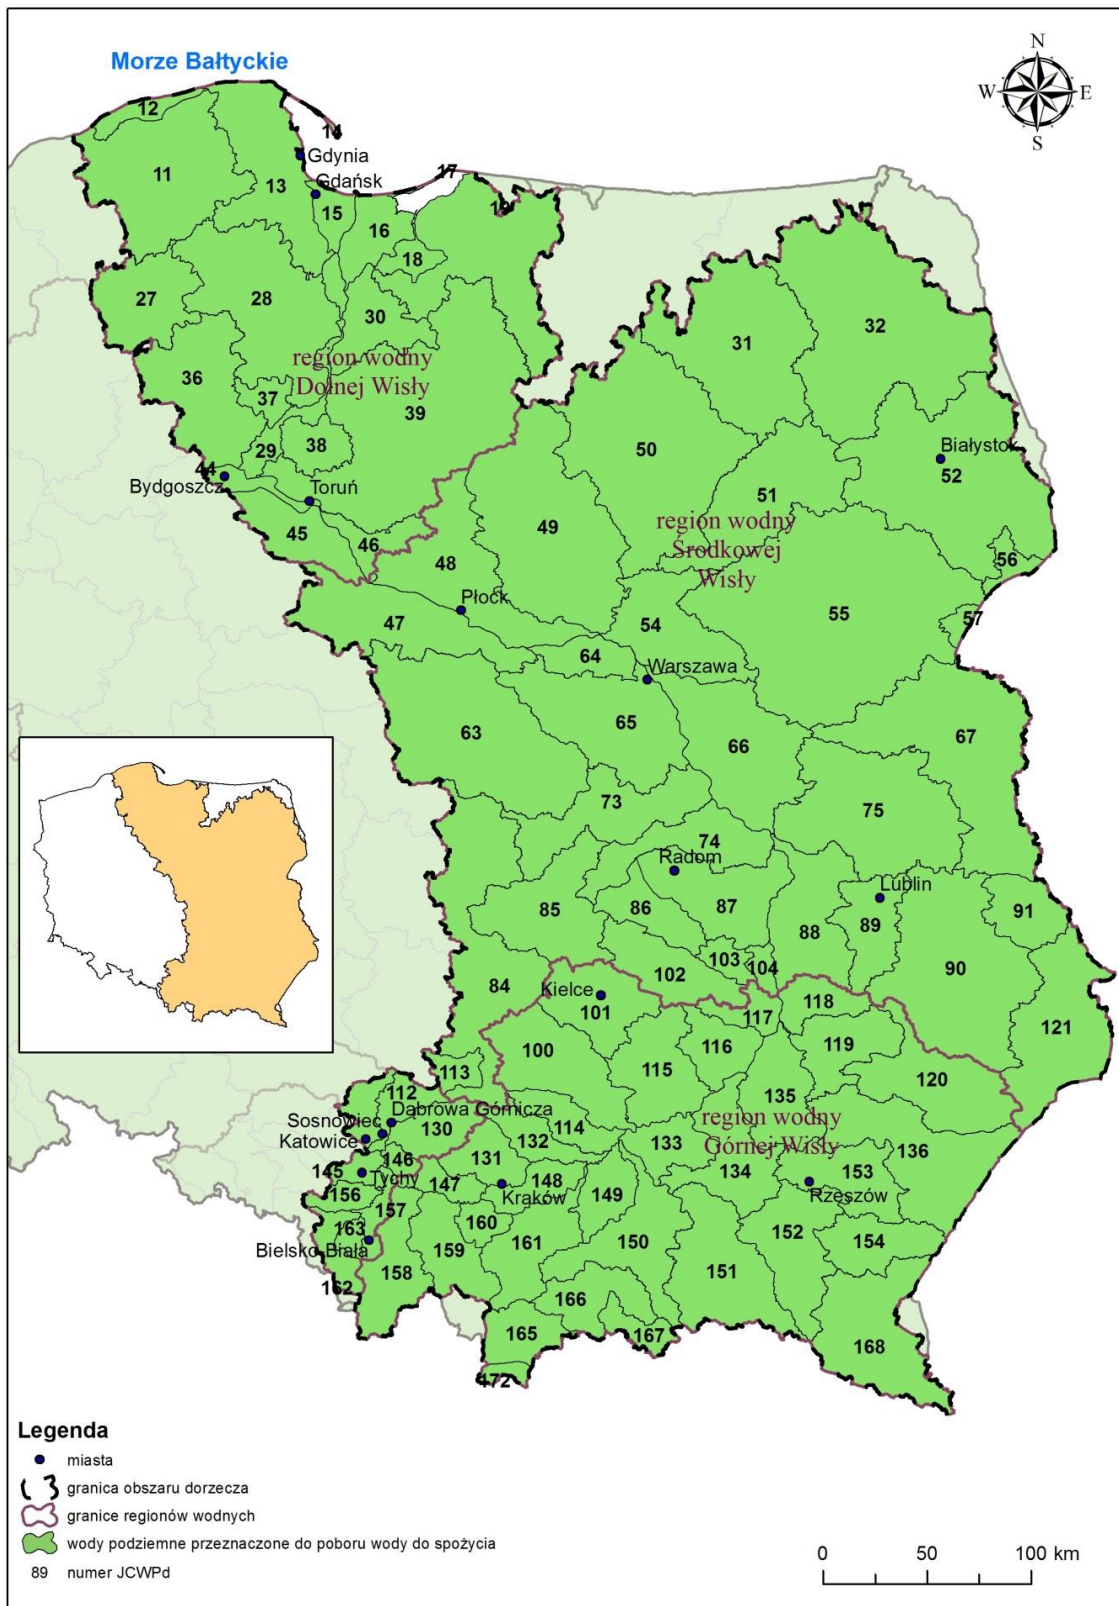 Morze Bałtyckie
N
W E
S
12
14
Gdynia
11
13
17
Gdańsk
15
19
16
18
27
28
30
31
32
region wodny
Dolnej Wisły
36
37
39
29
38
50
Białystok
52
44
Bydgoszcz
Toruń
51
region wodny
Środkowej
Wisły
45
46
49
48
56
Płock
47
54
55
57
64
Warszawa
63
65
66
67
73
75
74
Radom
85
86
87
Lublin
88
89
91
103
104
102
90
84
Kielce
101
118
117
121
100
116
119
115
113
120
112
Dąbrowa Górnicza
135
region wodny
Górnej Wisły
Sosnowiec
130
114
Katowice
132
133
136
146
131
145
Tychy
134
153
147
148
Rzeszów
156
Kraków
149
157
163
160
152
Bielsko-Biała
159
161
150
154
158
151
162
166
165
167
168
172
Legenda
miasta
granica obszaru dorzecza
granice regionów wodnych
wody podziemne przeznaczone do poboru wody do spożycia
89 numer JCWPd
0 50 100 km